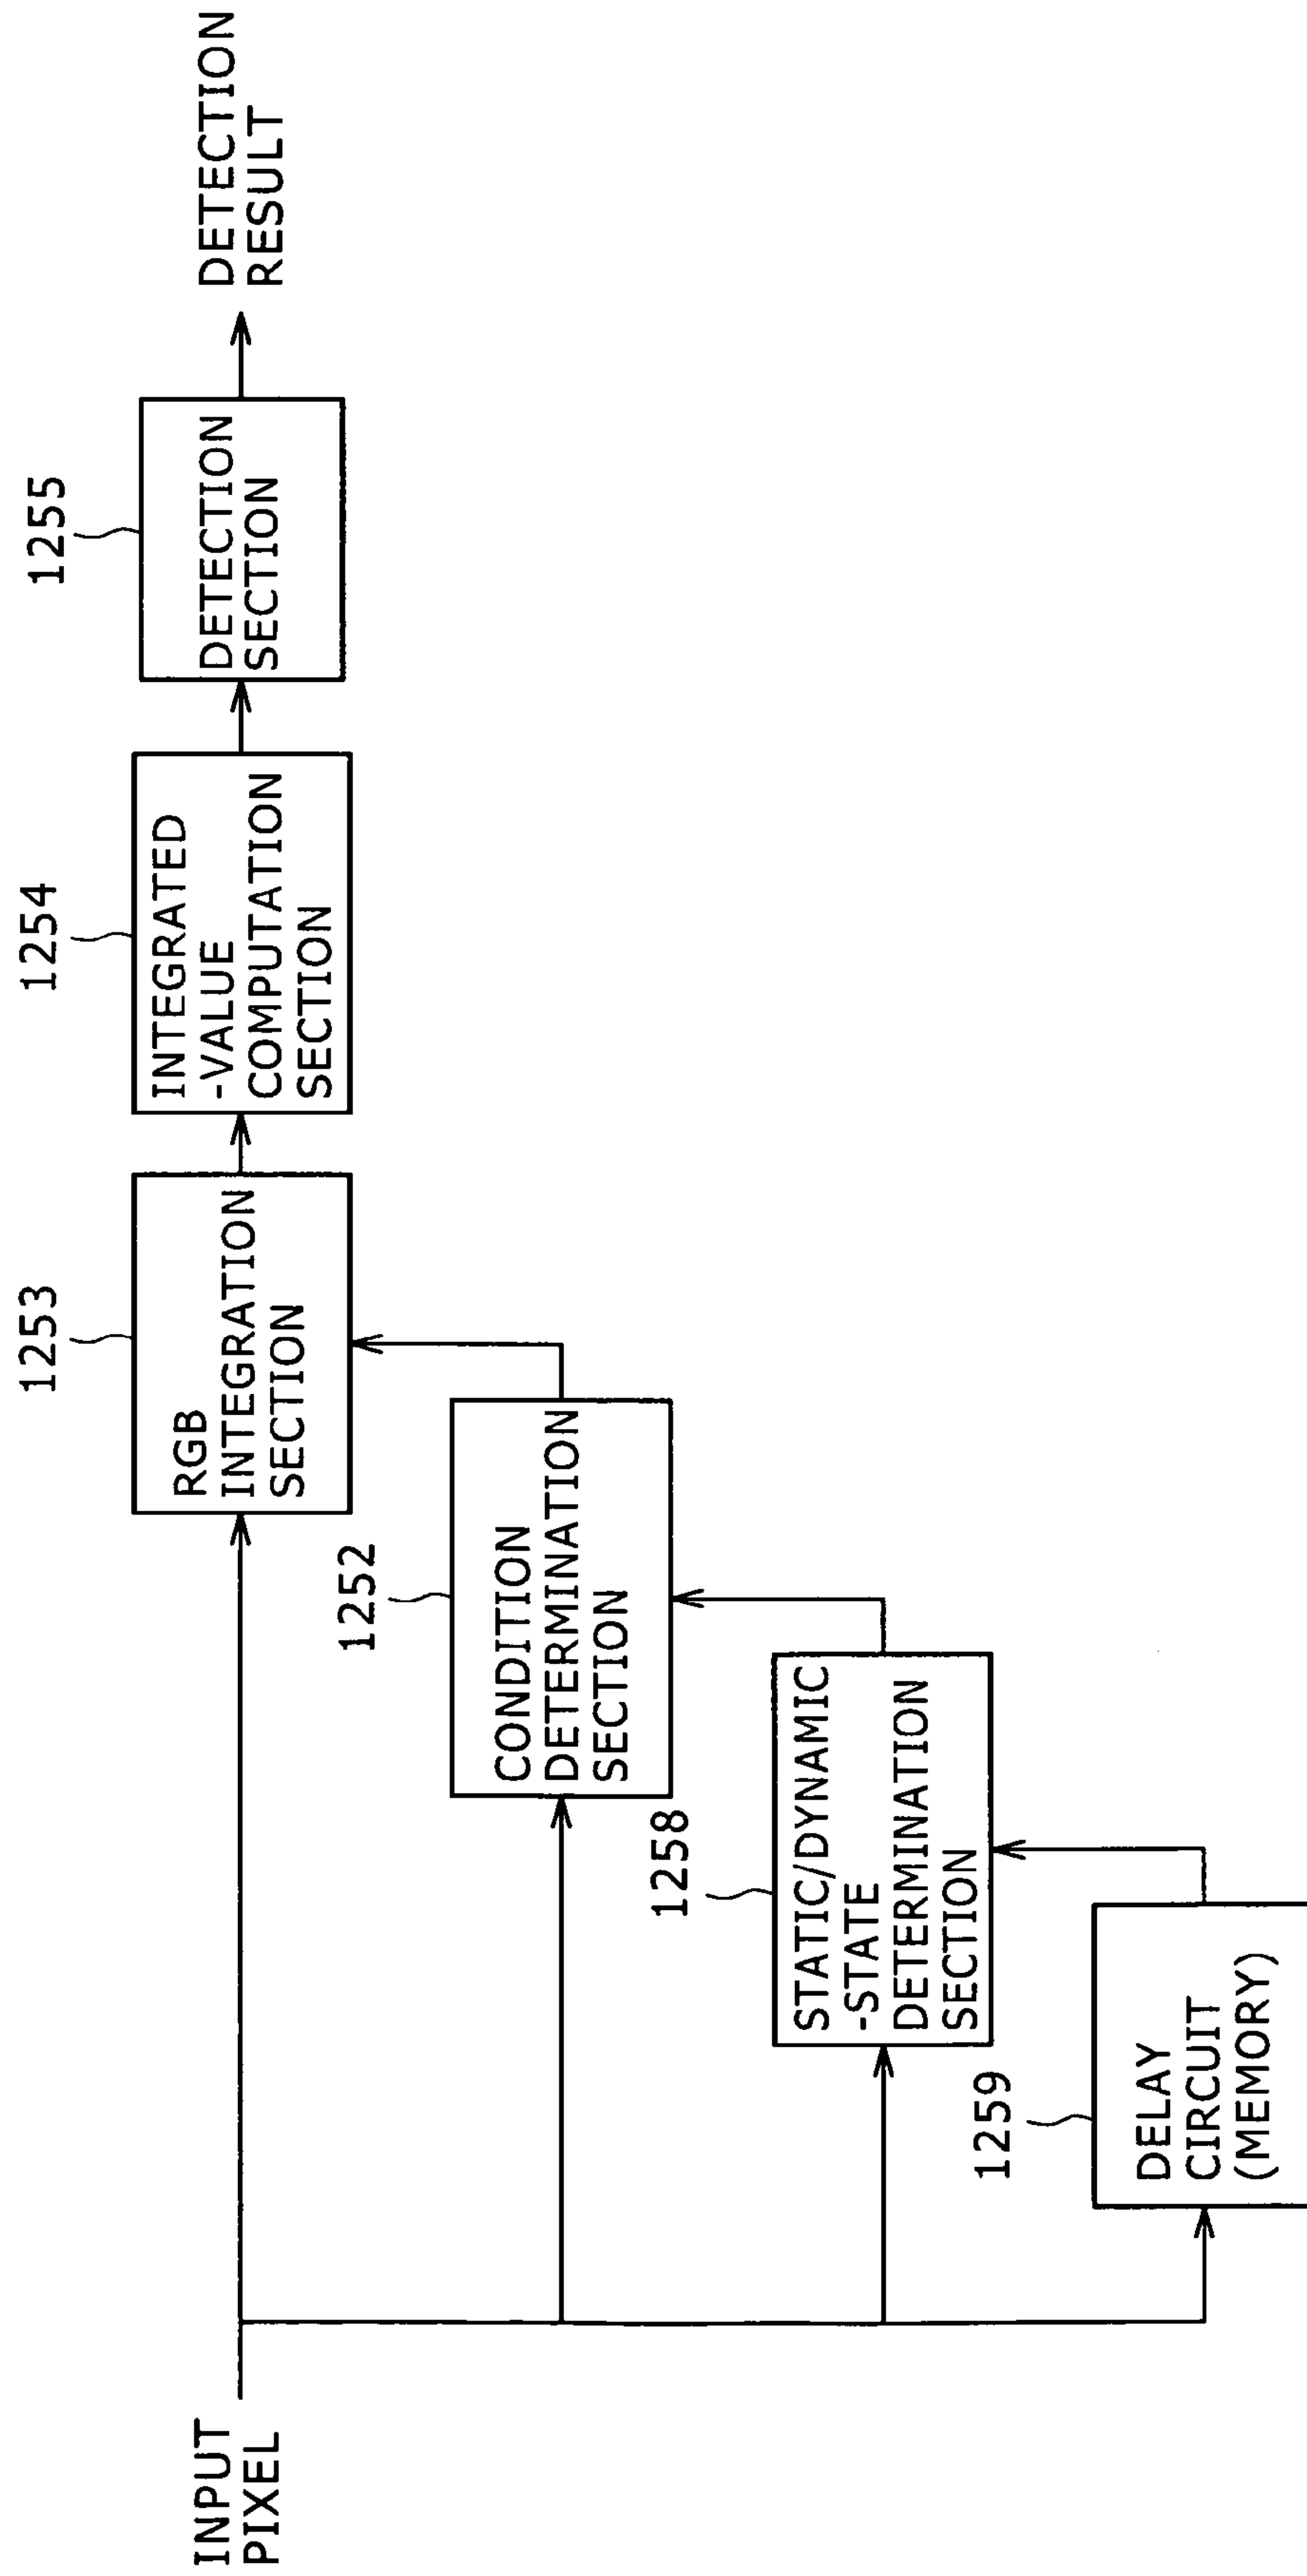 INPUT
PIXEL
1253
RGB
INTEGRATION
SECTION
1254
INTEGRATED
-VALUE
COMPUTATION
SECTION
1255
DETECTION
SECTION
DETECTION
RESULT
1252
CONDITION
DETERMINATION
SECTION
1258
STATIC/DYNAMIC
-STATE
DETERMINATION
SECTION
1259
DELAY
CIRCUIT
(MEMORY)